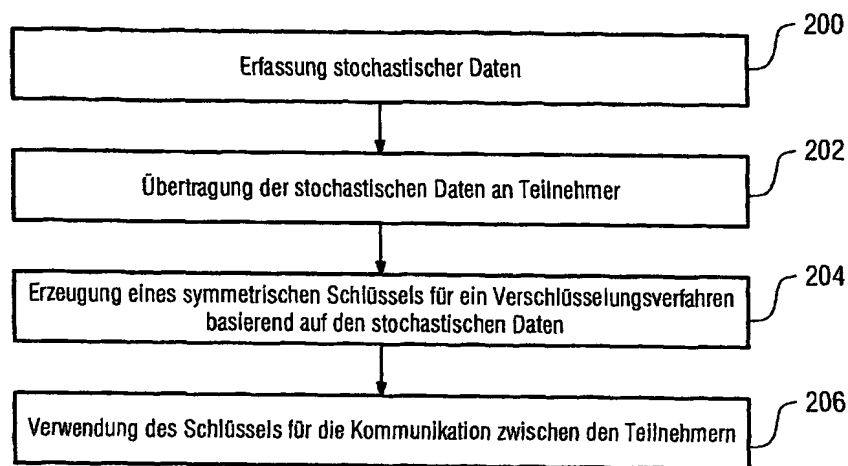 200
Erfassung stochastischer Daten
202
Übertragung der stochastischen Daten an Teilnehmer
204
Erzeugung eines symmetrischen Schlüssels für ein Verschlüsselungsverfahren
basierend auf den stochastischen Daten
206
Verwendung des Schlüssels für die Kommunikation zwischen den Teilnehmern